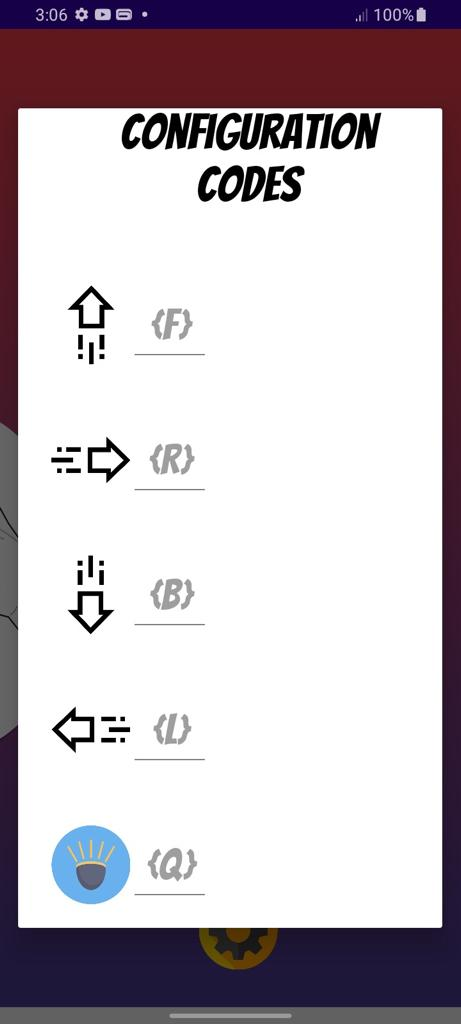 3:06
100%
CONFIGURATION
CODES
{F}
{R}
{B}
{L}
{Q}